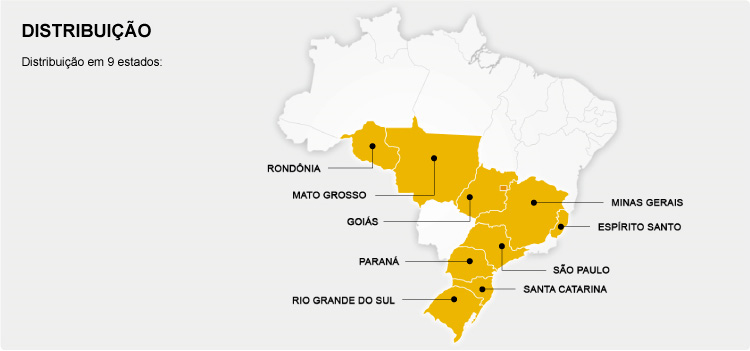 DISTRIBUIÇÃO
Distribuição em 9 estados:
RONDÔNIA
MATO GROSSO
GOIÁS
MINAS GERAIS
ESPÍRITO SANTO
PARANÁ
SÃO PAULO
SANTA CATARINA
RIO GRANDE DO SUL